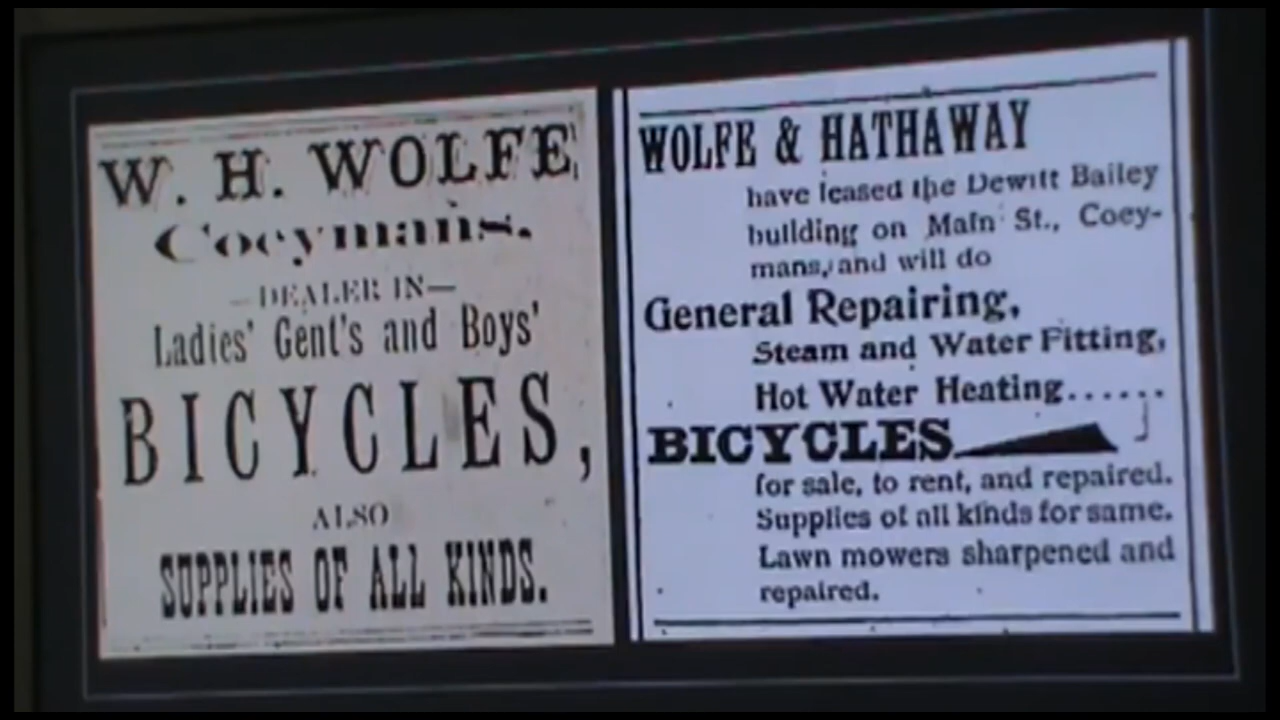 W. H. WOLFE,
Coeymans.
—DEALER IN—
Ladies' Gent's and Boys'
BICYCLES,
ALSO
SUPPLIES OF ALL KINDS.
WOLFE & HATHAWAY
have leased the Dewitt Bailey
building on Main St., Coey-
mans, and will do
General Repairing,
Steam and Water Fitting,
Hot Water Heating......
BICYCLES
for sale, to rent, and repaired.
Supplies of all kinds for same.
Lawn mowers sharpened and
repaired.